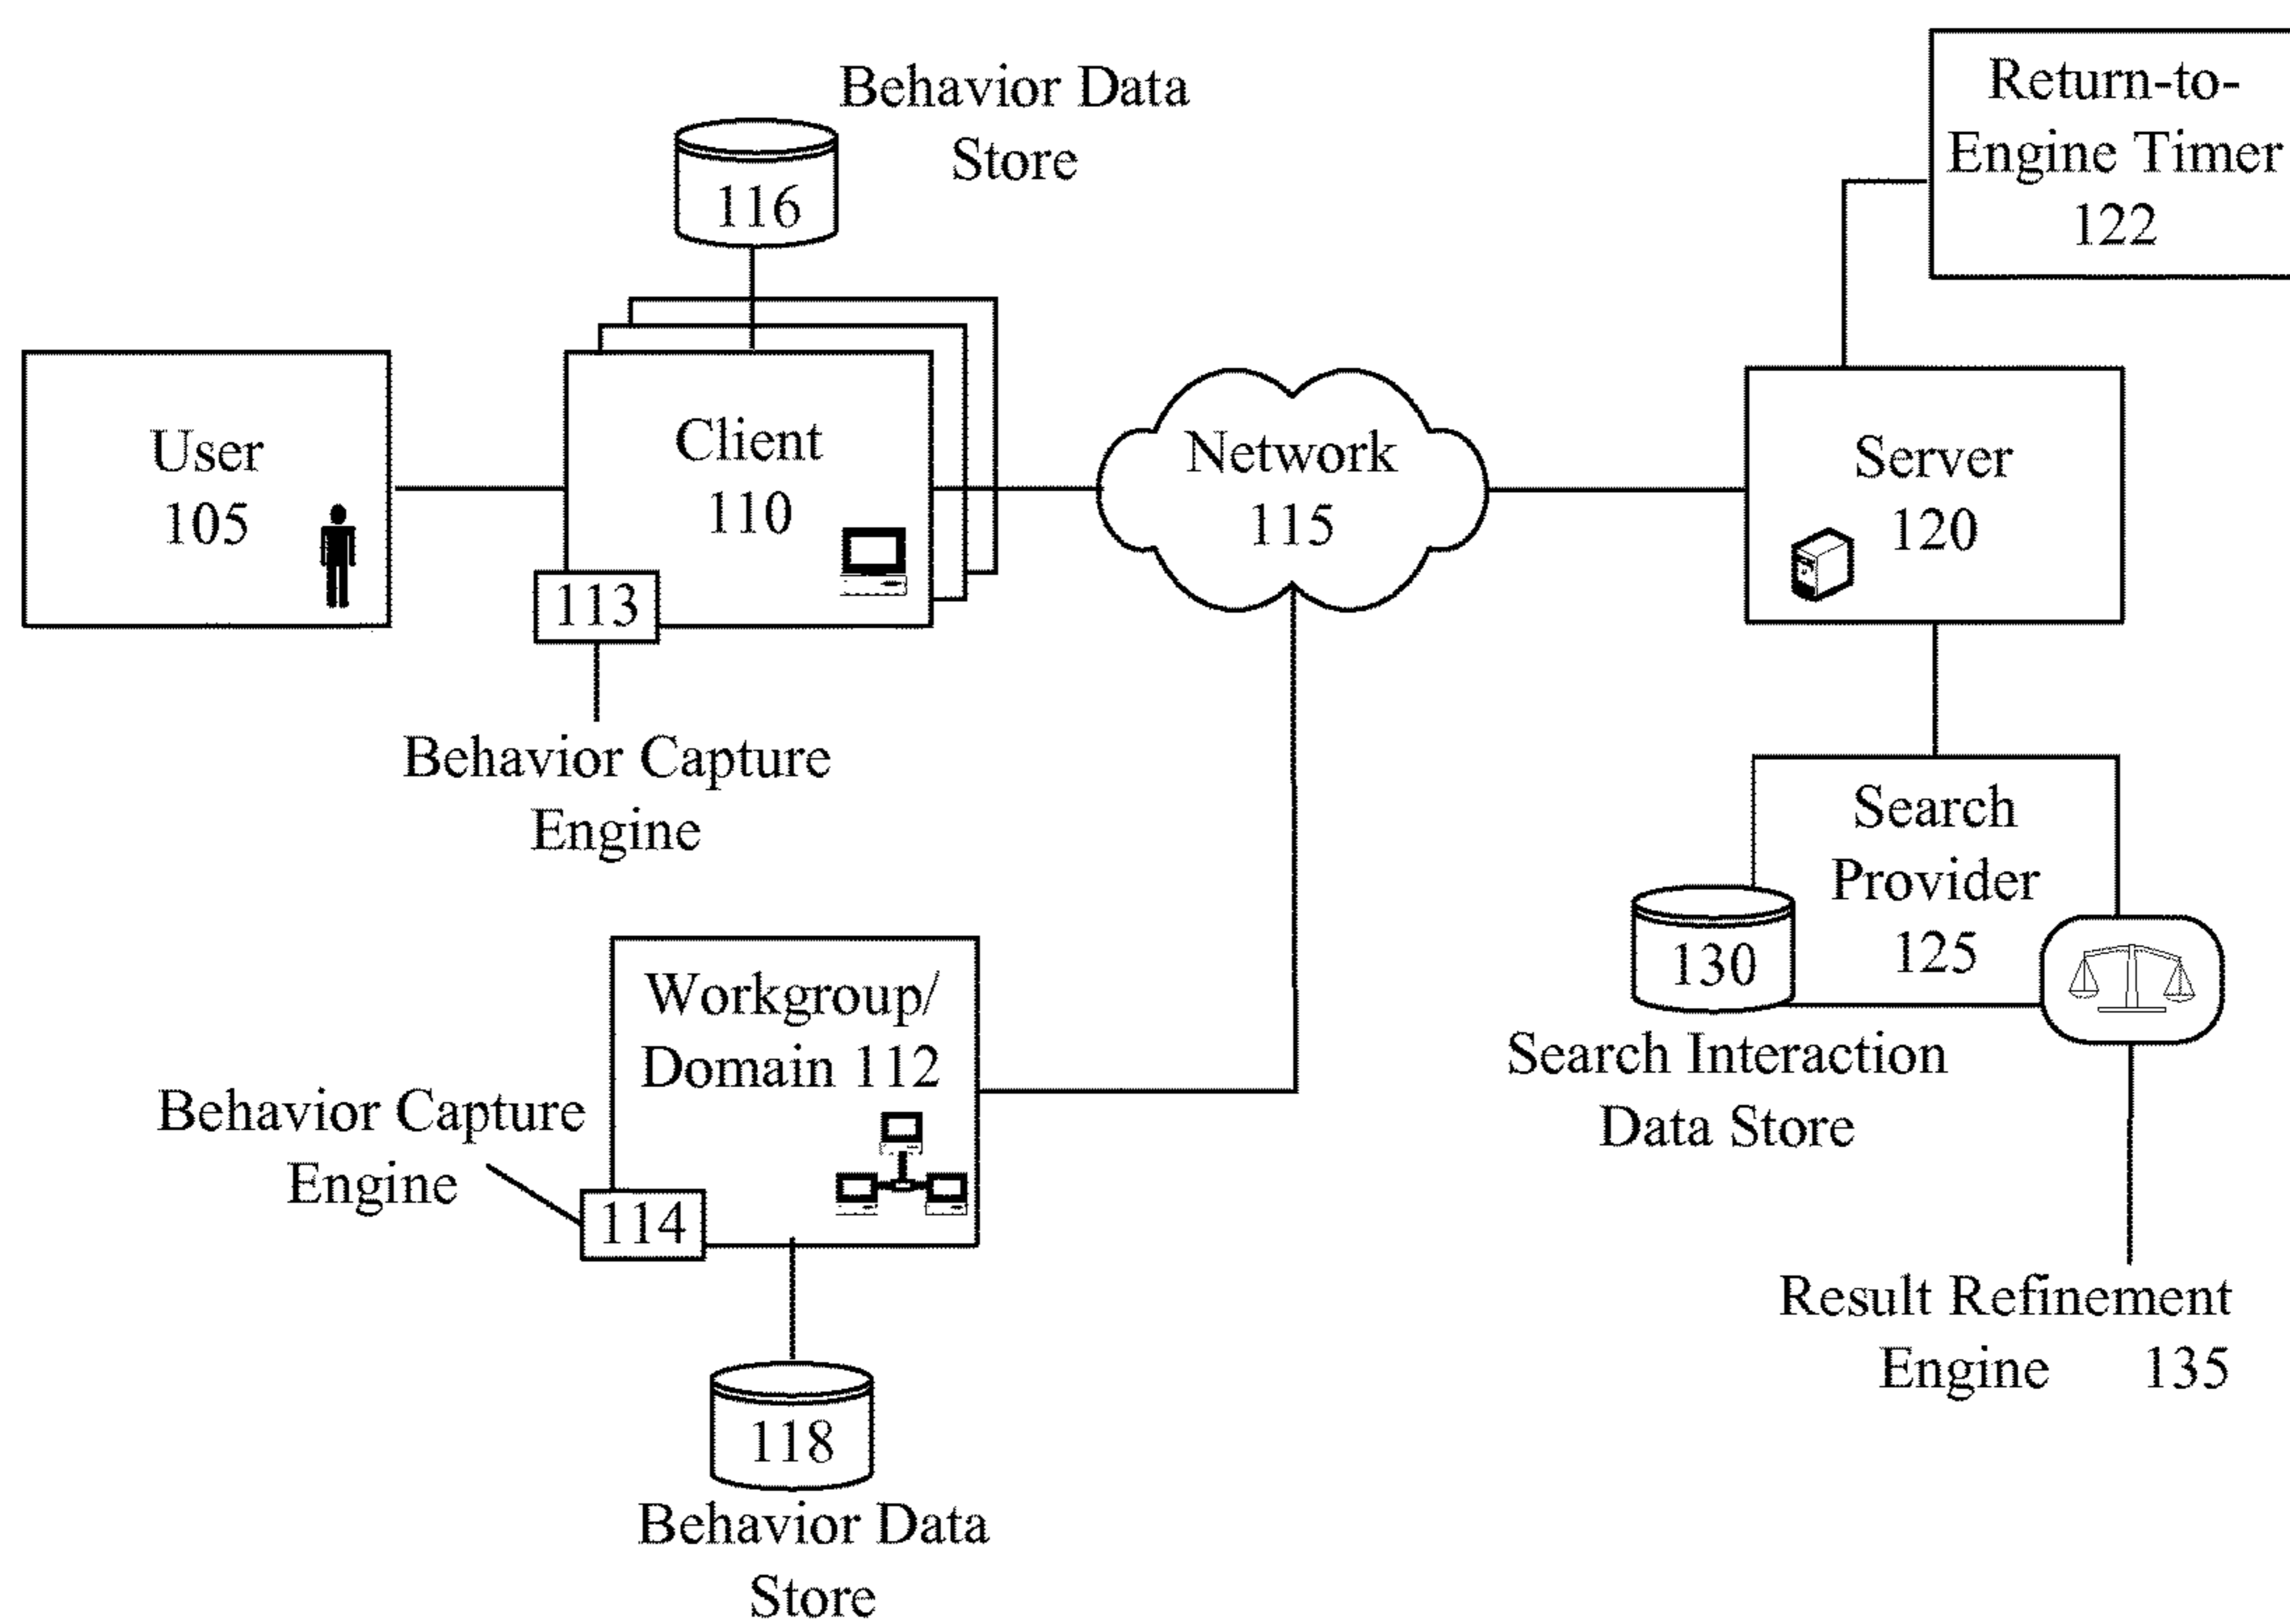 Behavior Data
Store
116
Return-to-
Engine Timer
122
User
105
Client
110
113
Behavior Capture
Engine
Network
115
Server
120
Search
Provider
125
130
Search Interaction
Data Store
Result Refinement
Engine 135
Workgroup/
Domain 112
Behavior Capture
Engine
114
118
Behavior Data
Store